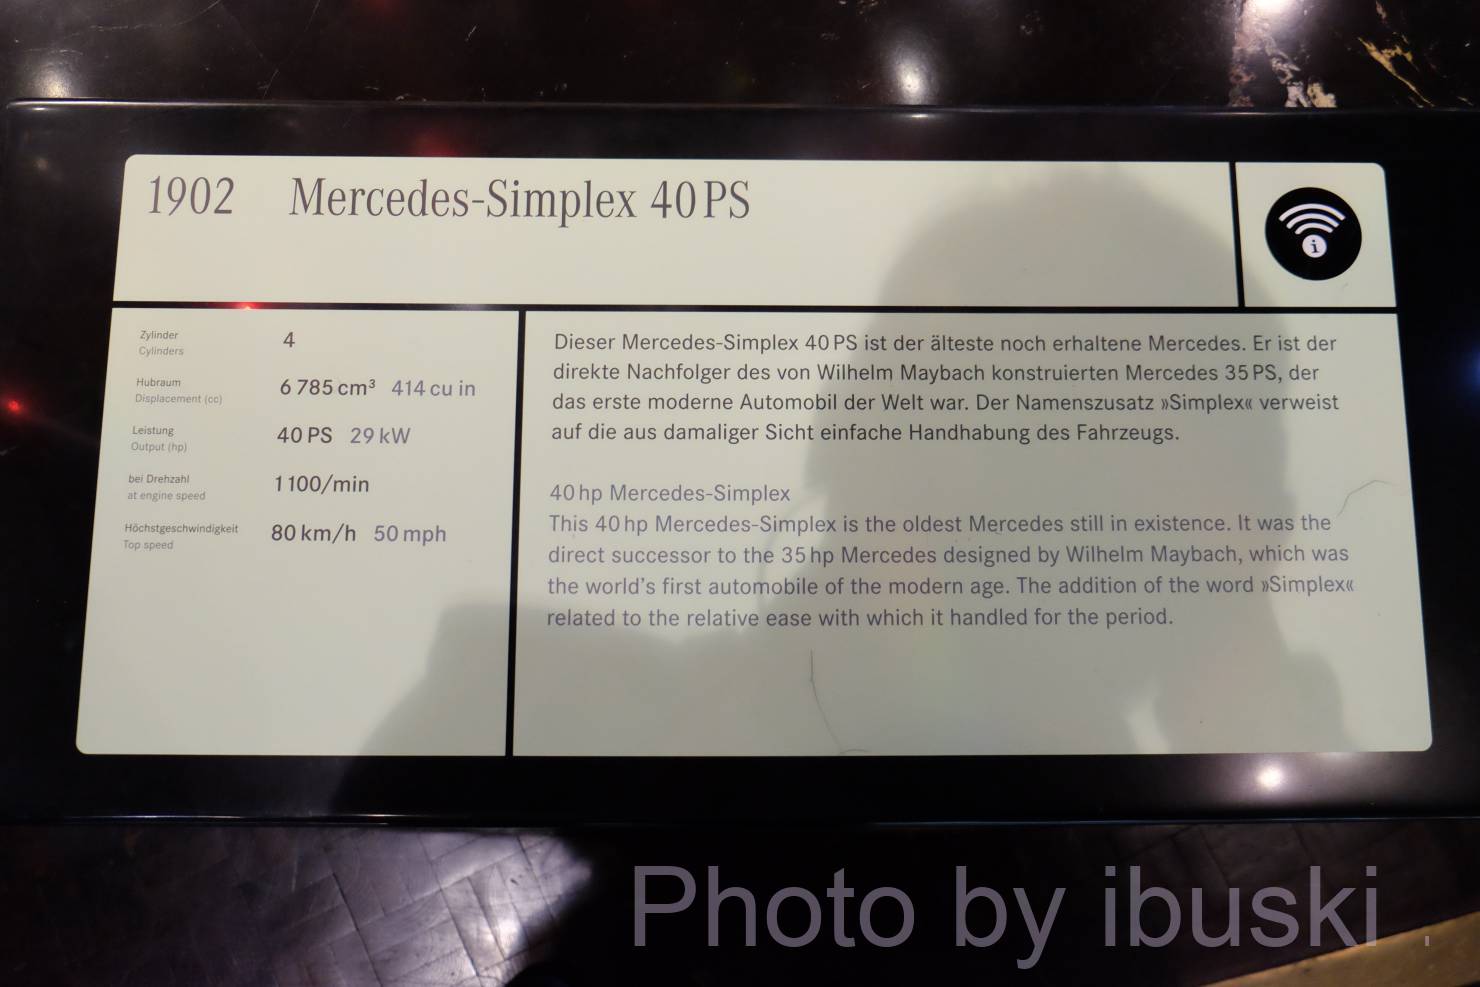 1902 Mercedes-Simplex 40 PS
i
Zylinder
Cylinders
4
Hubraum
Displacement (cc)
6 785 cm³ 414 cu in
Leistung
Output (hp)
40 PS 29 kW
bei Drehzahl
at engine speed
1 100/min
Höchstgeschwindigkeit
Top speed
80 km/h 50 mph
Dieser Mercedes-Simplex 40 PS ist der älteste noch erhaltene Mercedes. Er ist der
direkte Nachfolger des von Wilhelm Maybach konstruierten Mercedes 35 PS, der
das erste moderne Automobil der Welt war. Der Namenszusatz »Simplex« verweist
auf die aus damaliger Sicht einfache Handhabung des Fahrzeugs.
40 hp Mercedes-Simplex
This 40 hp Mercedes-Simplex is the oldest Mercedes still in existence. It was the
direct successor to the 35 hp Mercedes designed by Wilhelm Maybach, which was
the world's first automobile of the modern age. The addition of the word »Simplex«
related to the relative ease with which it handled for the period.
Photo by ibuski .